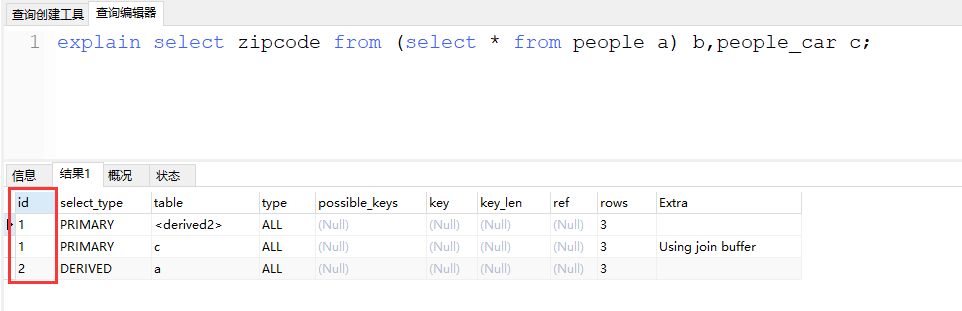 查询创建工具 查询编辑器
1 explain select zipcode from (select * from people a) b,people_car c;
信息 结果1 概况 状态
id select_type table type possible_keys key key_len ref rows Extra
1 PRIMARY <derived2> ALL (Null) (Null) (Null) (Null) 3
1 PRIMARY c ALL (Null) (Null) (Null) (Null) 3 Using join buffer
2 DERIVED a ALL (Null) (Null) (Null) (Null) 3